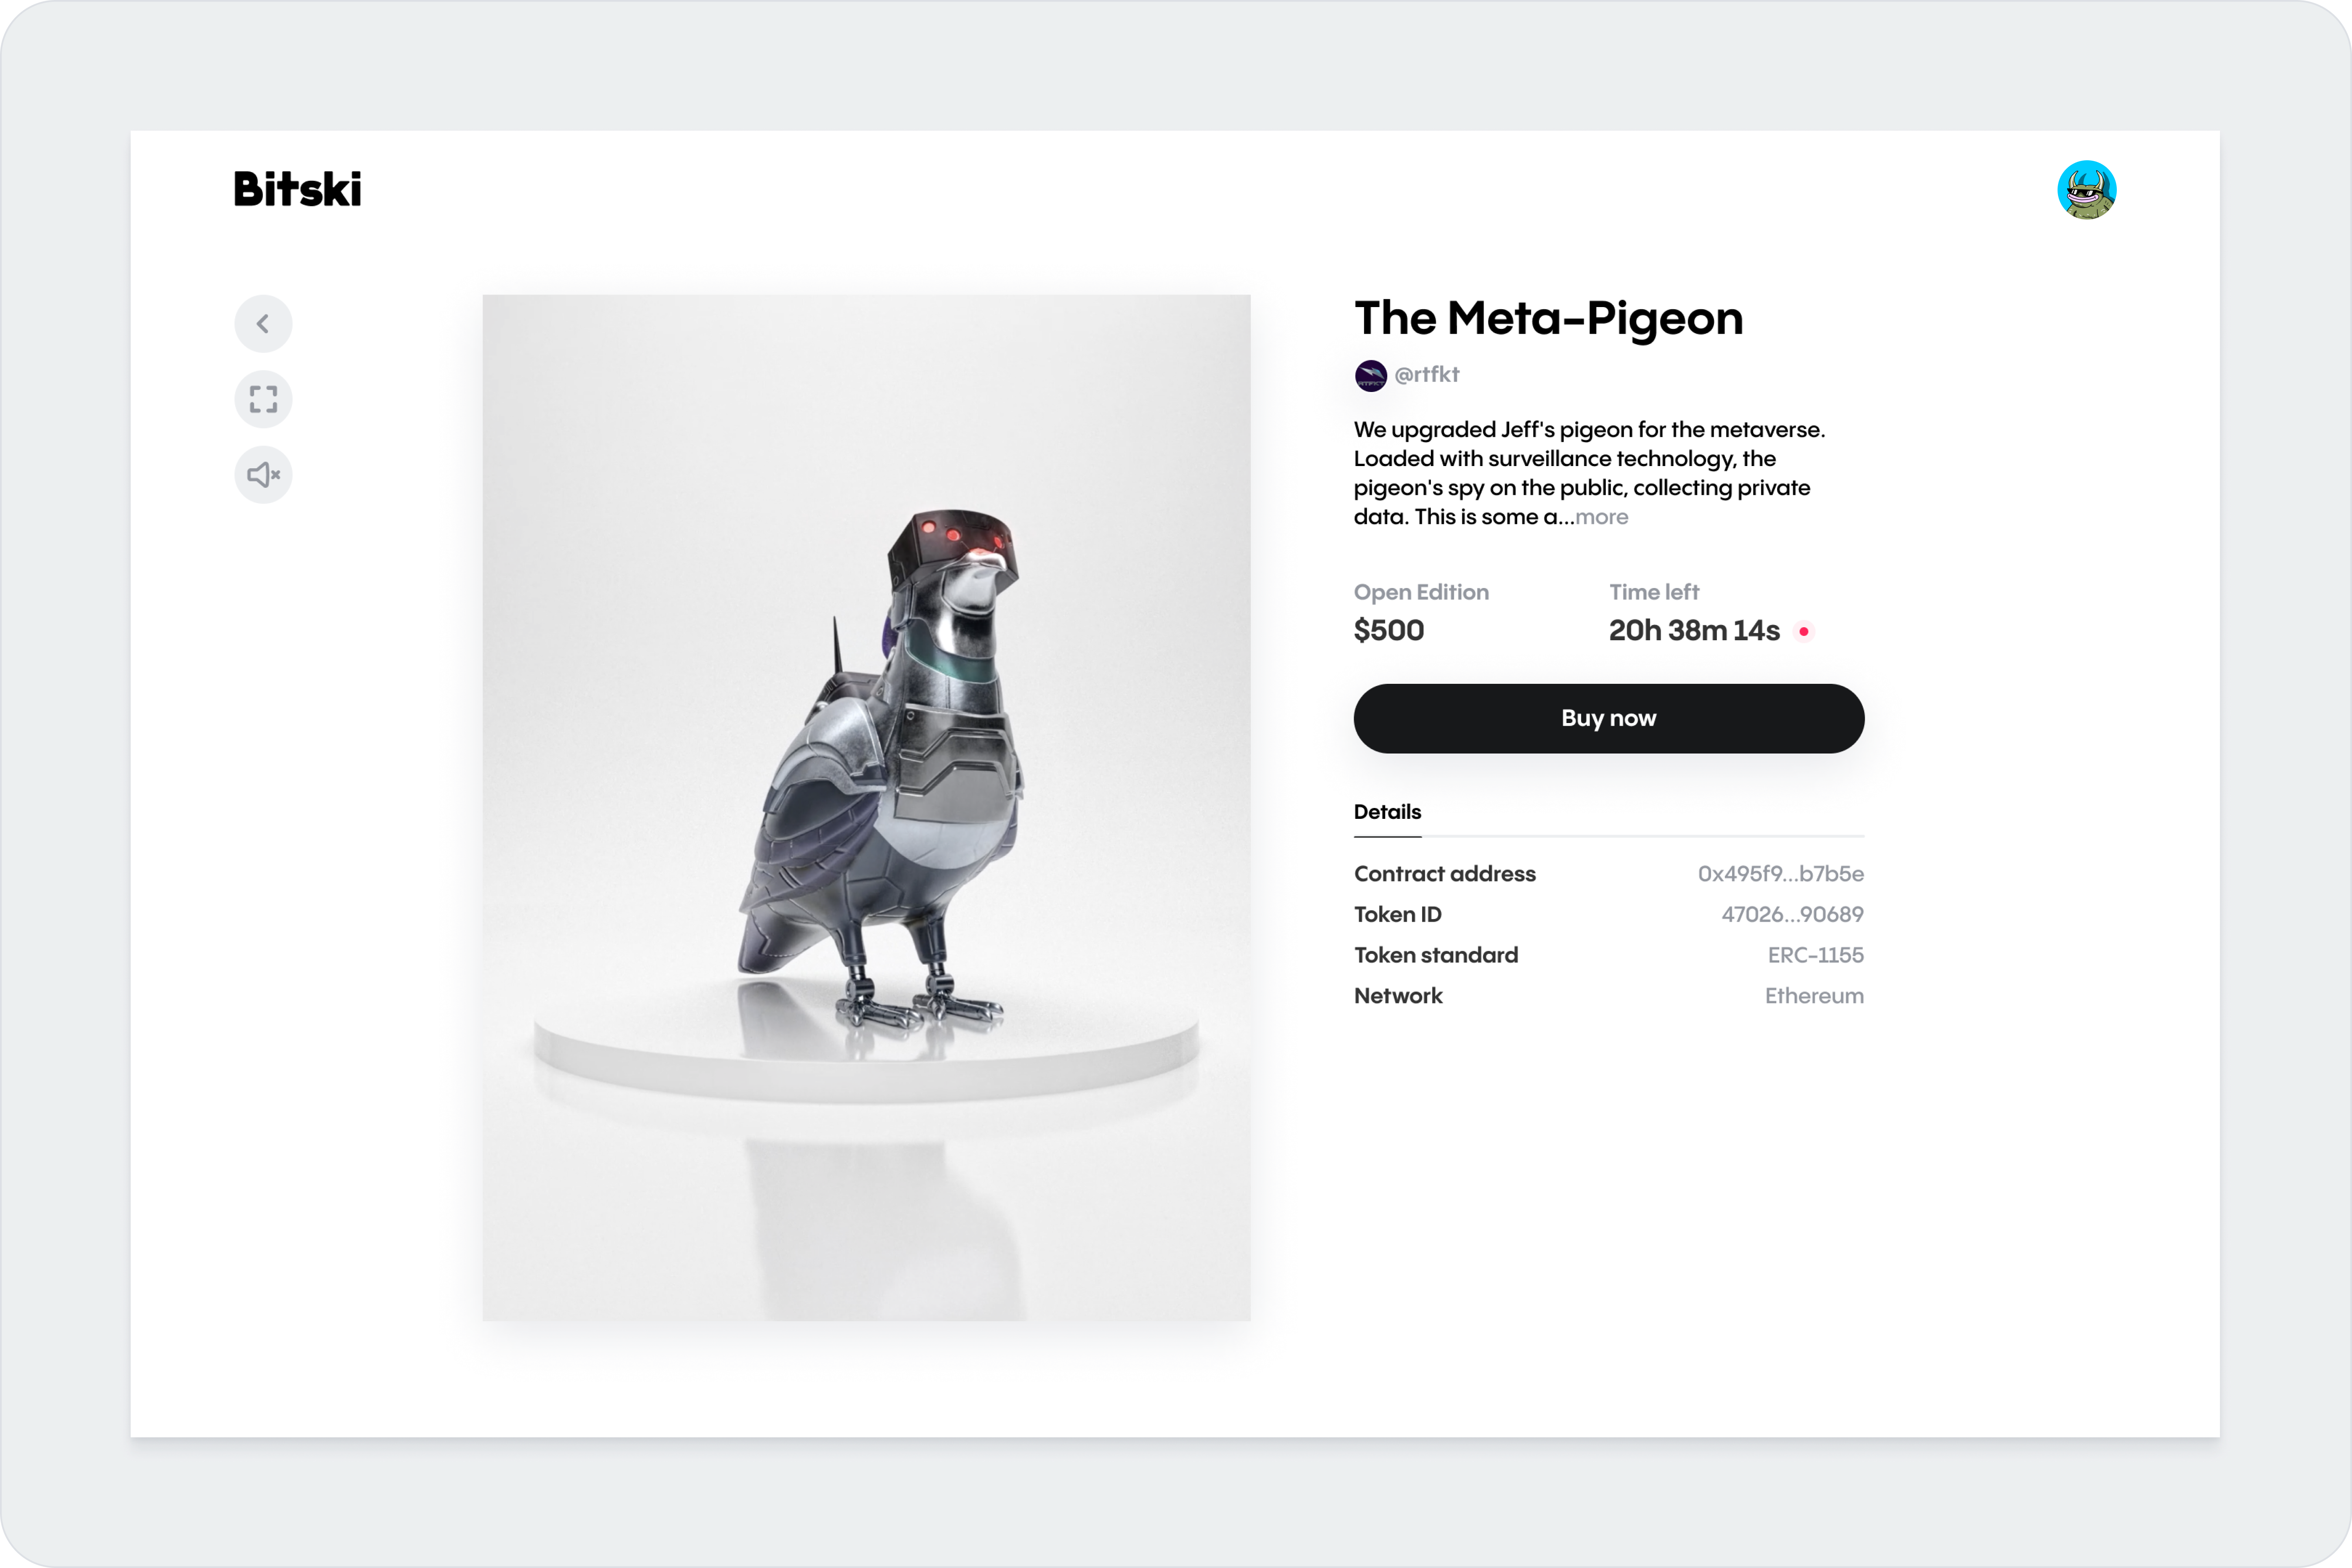 Bitski
The Meta-Pigeon
RTFKT
@rtfkt
We upgraded Jeff's pigeon for the metaverse.
Loaded with surveillance technology, the
pigeon's spy on the public, collecting private
data. This is some a...more
Open Edition
Time left
$500
20h 38m 14s
Buy now
Details
Contract address
0x495f9...b7b5e
Token ID
47026...90689
Token standard
ERC-1155
Network
Ethereum